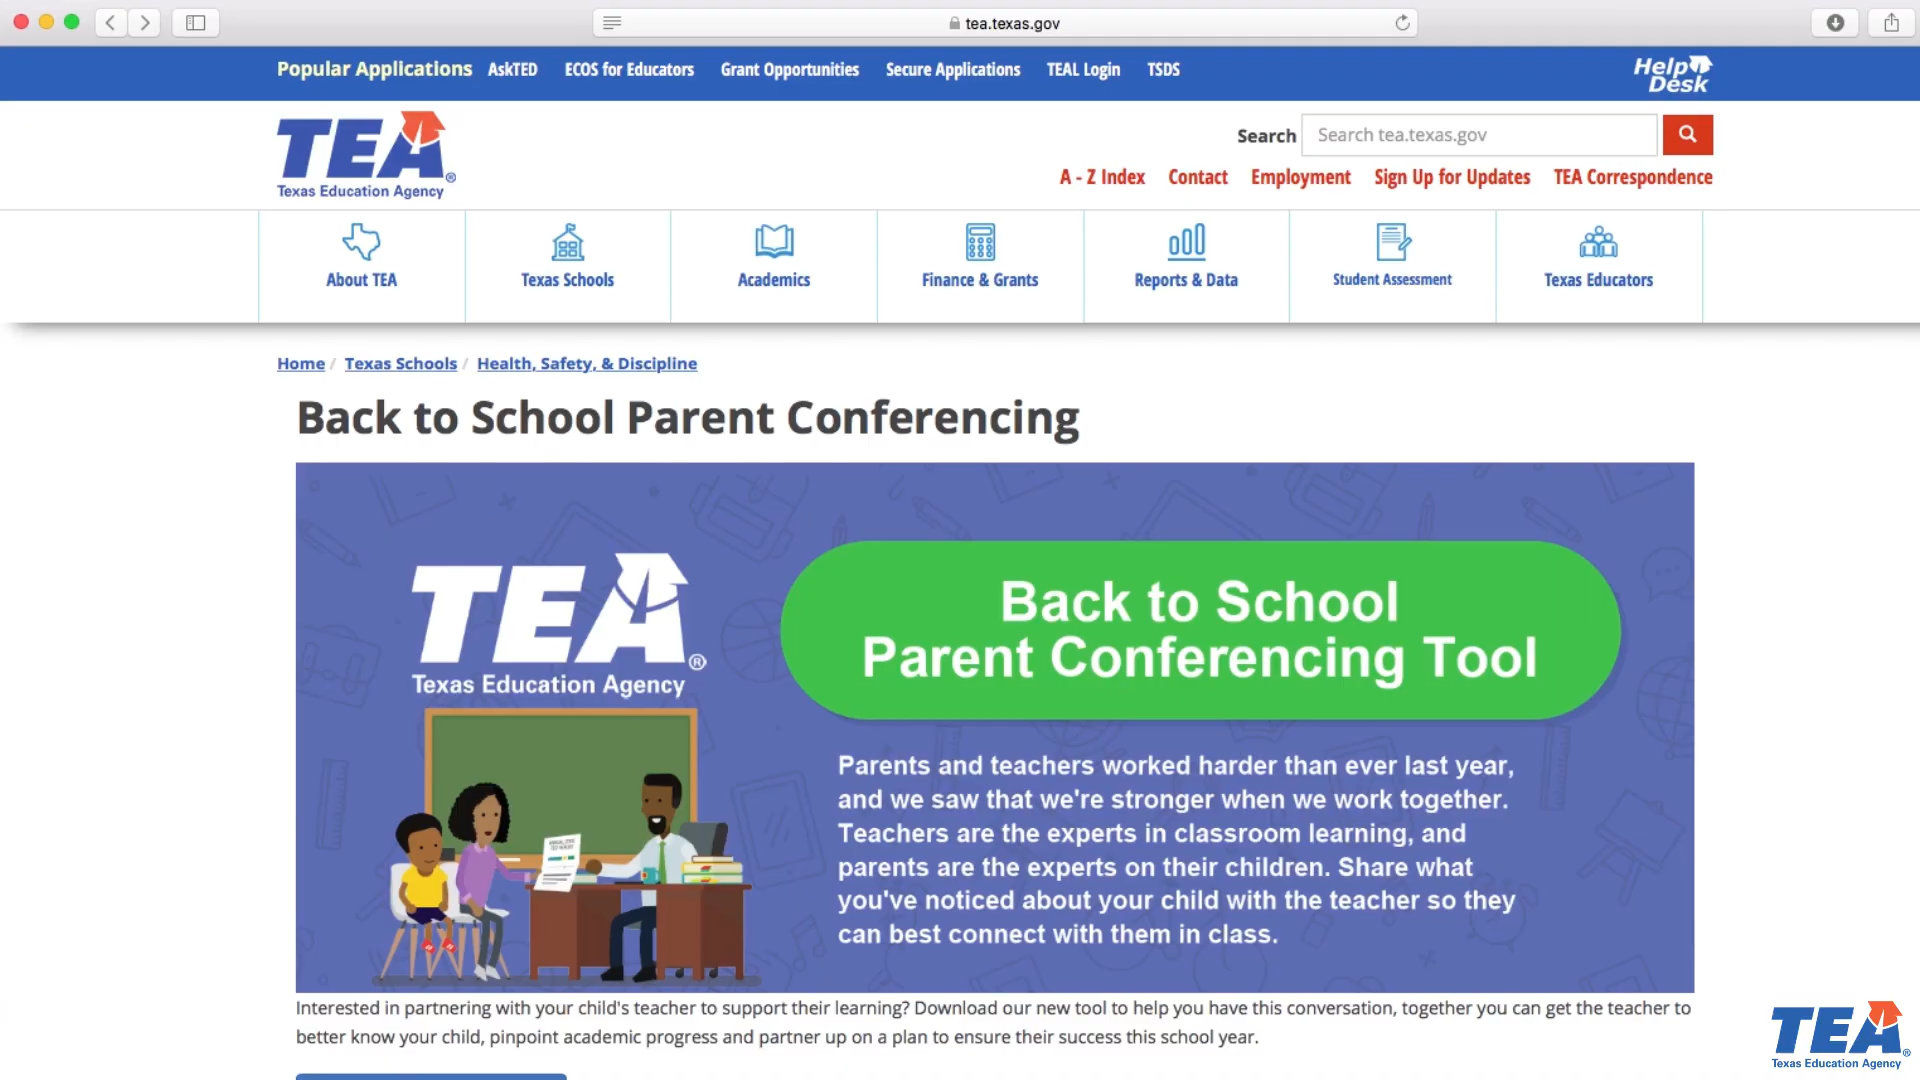 tea.texas.gov
Popular Applications AskTED ECOS for Educators Grant Opportunities Secure Applications TEAL Login TSDS
Help Desk
TEA®
Texas Education Agency
Search Search tea.texas.gov
A - Z Index Contact Employment Sign Up for Updates TEA Correspondence
About TEA Texas Schools Academics Finance & Grants Reports & Data Student Assessment Texas Educators
Home / Texas Schools / Health, Safety, & Discipline
Back to School Parent Conferencing
TEA®
Texas Education Agency
Back to School
Parent Conferencing Tool
Parents and teachers worked harder than ever last year,
and we saw that we're stronger when we work together.
Teachers are the experts in classroom learning, and
parents are the experts on their children. Share what
you've noticed about your child with the teacher so they
can best connect with them in class.
Interested in partnering with your child's teacher to support their learning? Download our new tool to help you have this conversation, together you can get the teacher to
better know your child, pinpoint academic progress and partner up on a plan to ensure their success this school year.
TEA®
Texas Education Agency